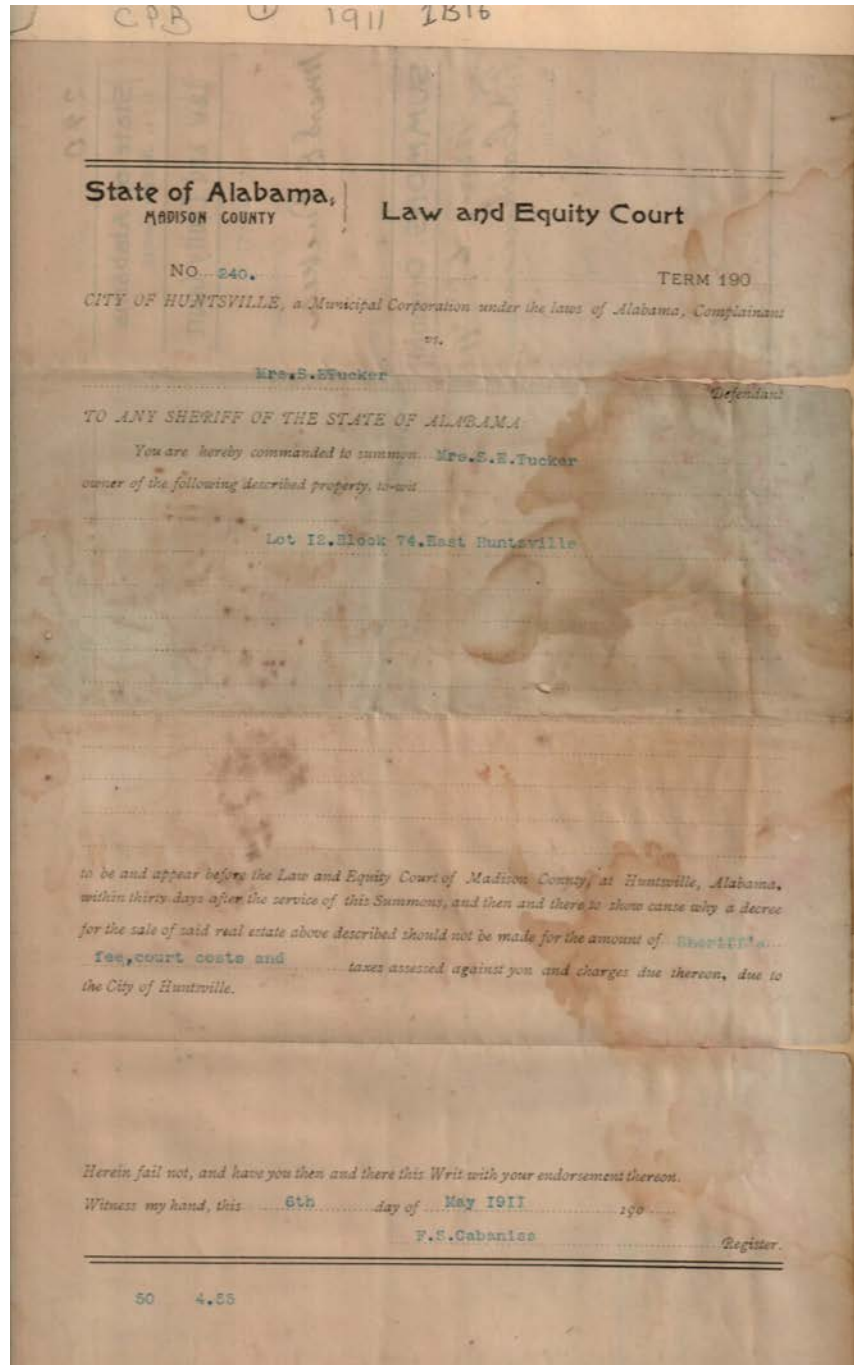 CPB 1 1911 IB16
State of Alabama,
MADISON COUNTY
Law and Equity Court
NO. 240.
TERM 190
CITY OF HUNTSVILLE, a Municipal Corporation under the laws of Alabama, Complainant
vs.
Mrs.S.ETucker
Defendant
TO ANY SHERIFF OF THE STATE OF ALABAMA
You are hereby commanded to summon Mrs.S.E.Tucker
owner of the following described property, to-wit
Lot I2.Block 74.East Huntsville
to be and appear before the Law and Equity Court of Madison County, at Huntsville, Alabama,
within thirty days after the service of this Summons, and then and there to show cause why a decree
for the sale of said real estate above described should not be made for the amount of Sheriff's
fee,court costs and taxes assessed against you and charges due thereon, due to
the City of Huntsville.
Herein fail not, and have you then and there this Writ with your endorsement thereon.
Witness my hand, this 6th day of May I9II 190
F.S.Cabaniss Register.
50